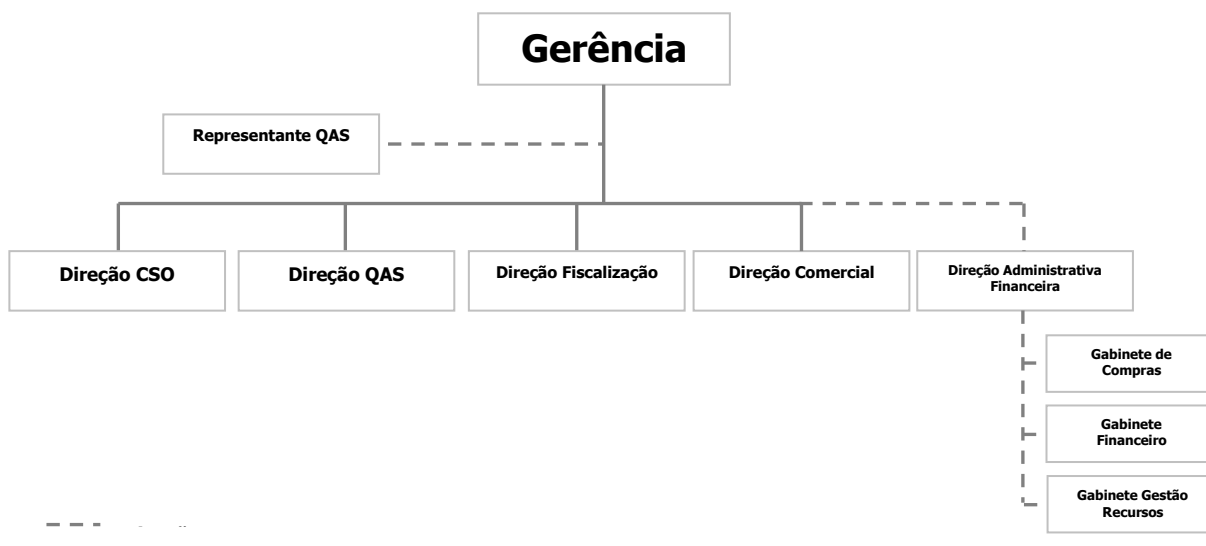 Gerência
Representante QAS
Direção CSO
Direção QAS
Direção Fiscalização
Direção Comercial
Direção Administrativa
Financeira
Gabinete de
Compras
Gabinete
Financeiro
Gabinete Gestão
Recursos